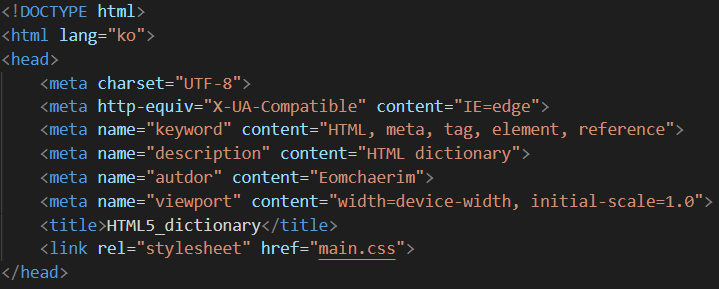 <!DOCTYPE html>
<html lang="ko">
<head>
    <meta charset="UTF-8">
    <meta http-equiv="X-UA-Compatible" content="IE=edge">
    <meta name="keyword" content="HTML, meta, tag, element, reference">
    <meta name="description" content="HTML dictionary">
    <meta name="autdor" content="Eomchaerim">
    <meta name="viewport" content="width=device-width, initial-scale=1.0">
    <title>HTML5_dictionary</title>
    <link rel="stylesheet" href="main.css">
</head>